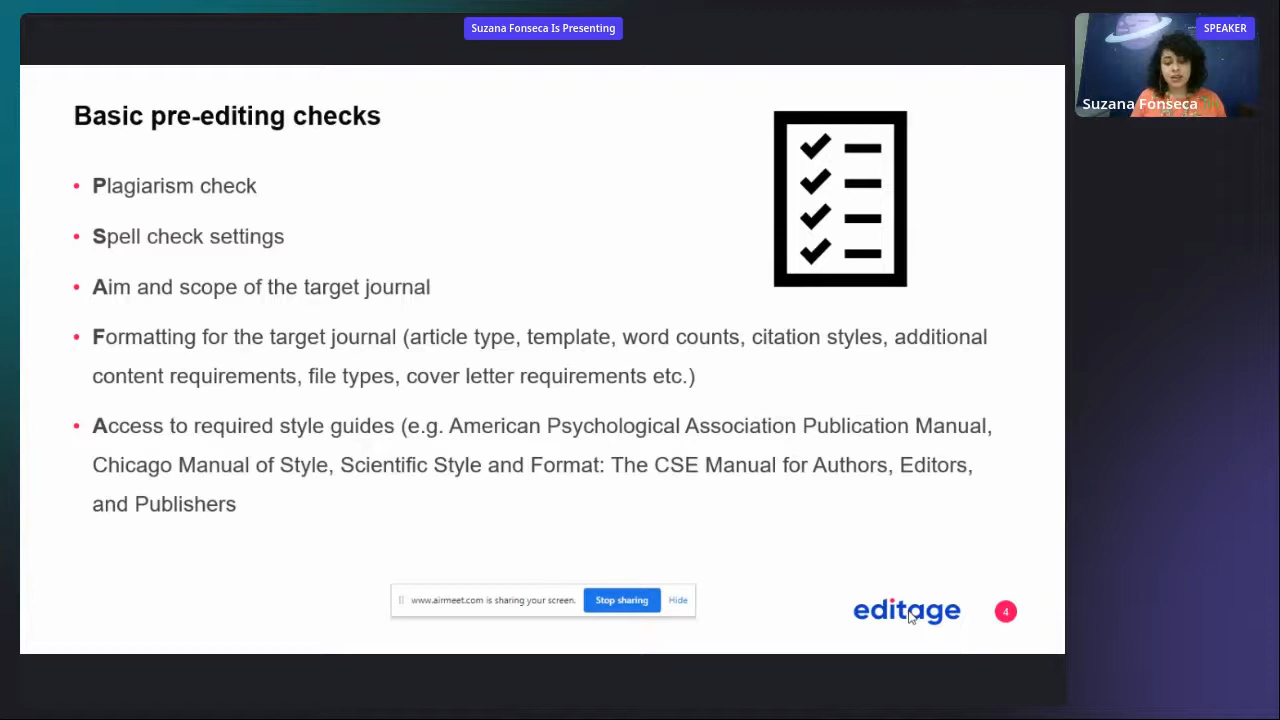 Suzana Fonseca Is Presenting
SPEAKER
Suzana Fonseca
Basic pre-editing checks
• Plagiarism check
• Spell check settings
• Aim and scope of the target journal
• Formatting for the target journal (article type, template, word counts, citation styles, additional
content requirements, file types, cover letter requirements etc.)
• Access to required style guides (e.g. American Psychological Association Publication Manual,
Chicago Manual of Style, Scientific Style and Format: The CSE Manual for Authors, Editors,
and Publishers
www.airmeet.com is sharing your screen.
Stop sharing
Hide
editage
4